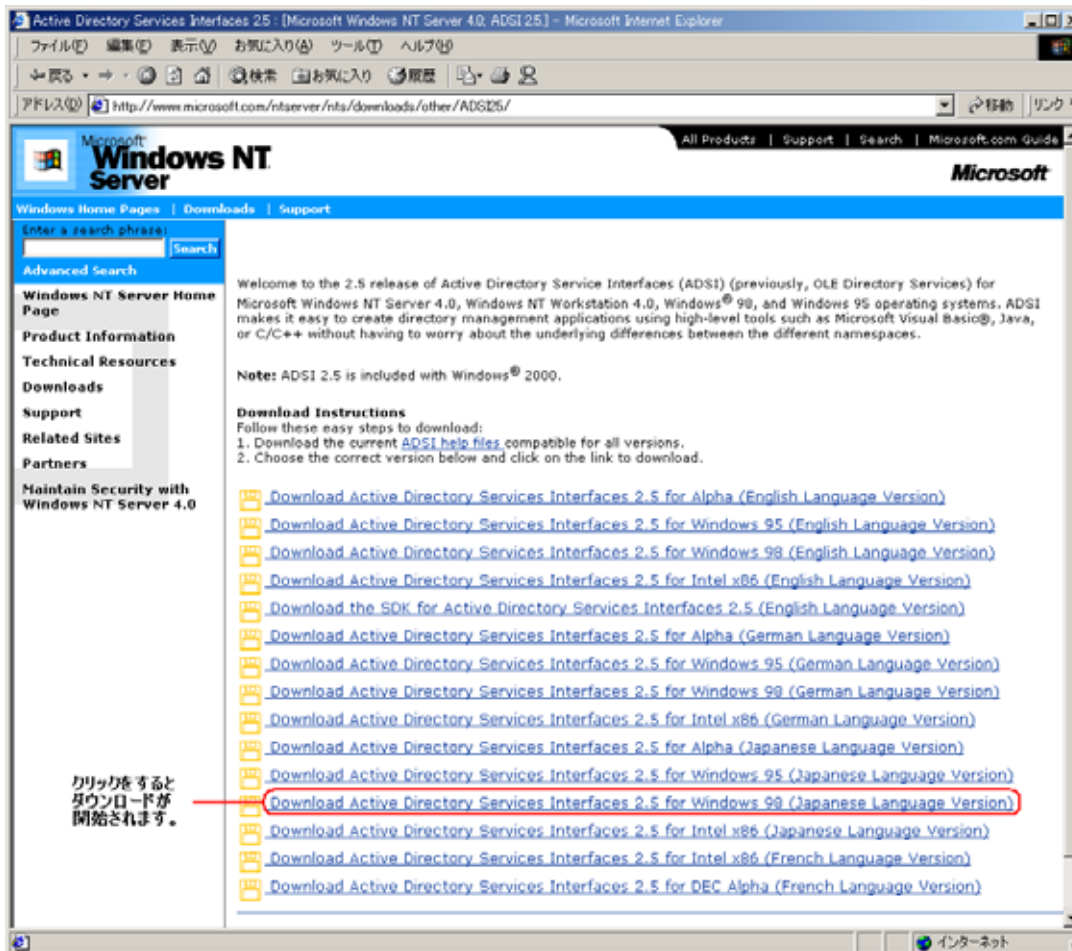 Active Directory Services Interfaces 2.5 : [Microsoft Windows NT Server 4.0; ADSI 2.5] - Microsoft Internet Explorer
ファイル(F) 編集(E) 表示(V) お気に入り(A) ツール(T) ヘルプ(H)
戻る 検索 お気に入り 履歴
アドレス(D) http://www.microsoft.com/ntserver/nts/downloads/other/ADSI25/ 移動 リンク
Microsoft
Windows NT
Server
All Products | Support | Search | Microsoft.com Guide
Microsoft
Windows Home Pages | Downloads | Support
Enter a search phrase:
Search
Advanced Search
Windows NT Server Home
Page
Product Information
Technical Resources
Downloads
Support
Related Sites
Partners
Maintain Security with
Windows NT Server 4.0
Welcome to the 2.5 release of Active Directory Service Interfaces (ADSI) (previously, OLE Directory Services) for
Microsoft Windows NT Server 4.0, Windows NT Workstation 4.0, Windows® 98, and Windows 95 operating systems. ADSI
makes it easy to create directory management applications using high-level tools such as Microsoft Visual Basic®, Java,
or C/C++ without having to worry about the underlying differences between the different namespaces.
Note: ADSI 2.5 is included with Windows® 2000.
Download Instructions
Follow these easy steps to download:
1. Download the current ADSI help files compatible for all versions.
2. Choose the correct version below and click on the link to download.
Download Active Directory Services Interfaces 2.5 for Alpha (English Language Version)
Download Active Directory Services Interfaces 2.5 for Windows 95 (English Language Version)
Download Active Directory Services Interfaces 2.5 for Windows 98 (English Language Version)
Download Active Directory Services Interfaces 2.5 for Intel x86 (English Language Version)
Download the SDK for Active Directory Services Interfaces 2.5 (English Language Version)
Download Active Directory Services Interfaces 2.5 for Alpha (German Language Version)
Download Active Directory Services Interfaces 2.5 for Windows 95 (German Language Version)
Download Active Directory Services Interfaces 2.5 for Windows 98 (German Language Version)
Download Active Directory Services Interfaces 2.5 for Intel x86 (German Language Version)
Download Active Directory Services Interfaces 2.5 for Alpha (Japanese Language Version)
Download Active Directory Services Interfaces 2.5 for Windows 95 (Japanese Language Version)
Download Active Directory Services Interfaces 2.5 for Windows 98 (Japanese Language Version)
Download Active Directory Services Interfaces 2.5 for Intel x86 (Japanese Language Version)
Download Active Directory Services Interfaces 2.5 for Intel x86 (French Language Version)
Download Active Directory Services Interfaces 2.5 for DEC Alpha (French Language Version)
クリックをすると
ダウンロードが
開始されます。
インターネット